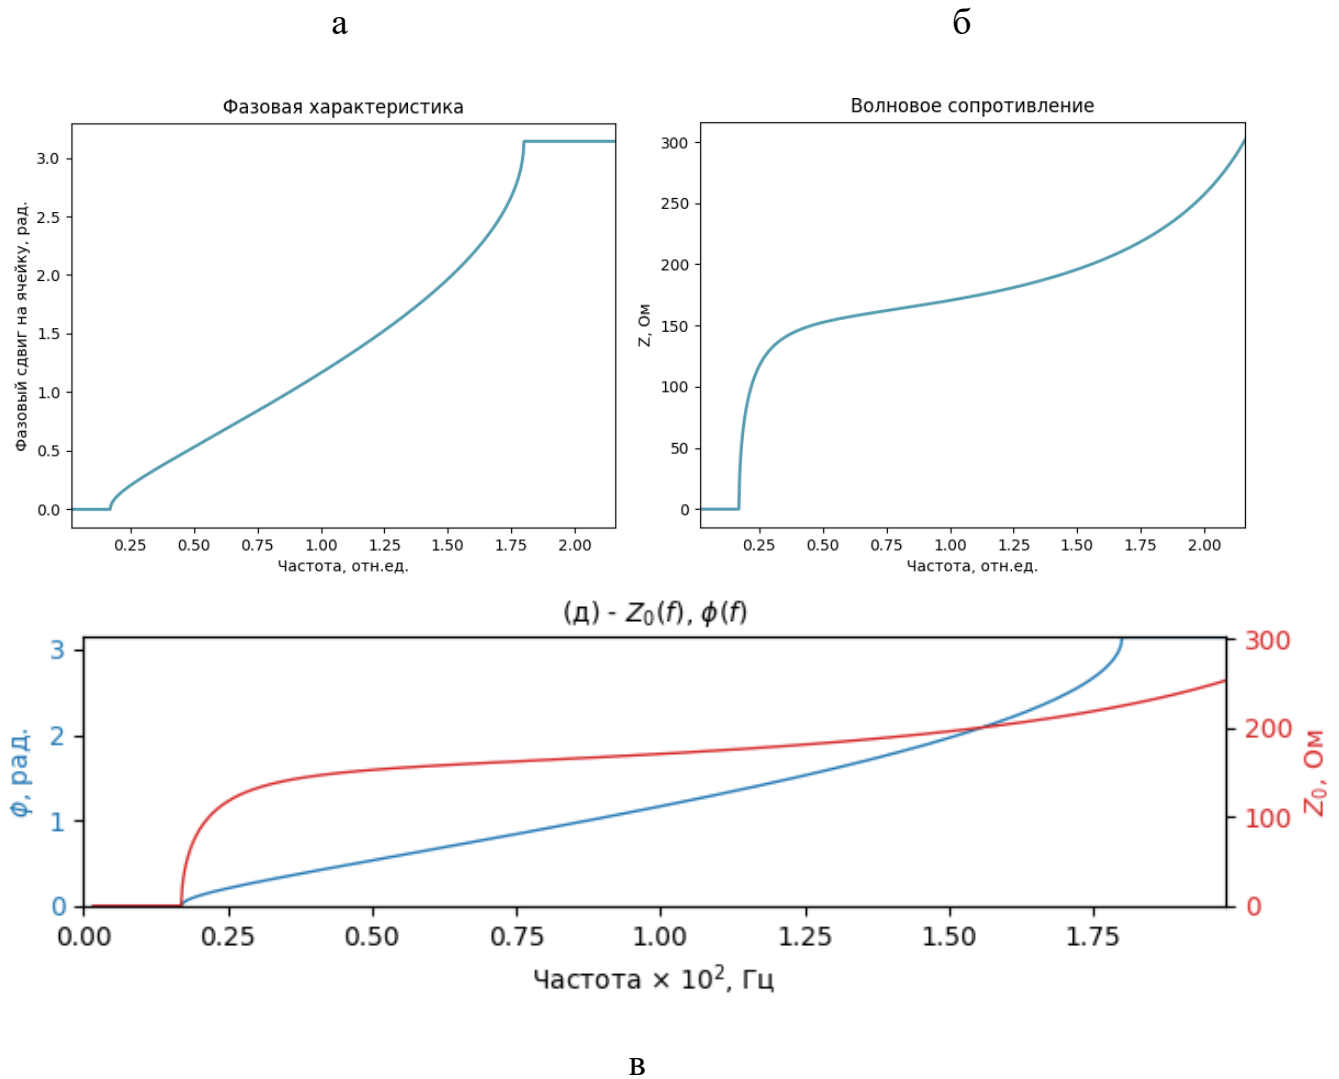 а
б
Фазовая характеристика
Фазовый сдвиг на ячейку, рад.
3.0
2.5
2.0
1.5
1.0
0.5
0.0
0.25 0.50 0.75 1.00 1.25 1.50 1.75 2.00
Частота, отн.ед.
Волновое сопротивление
Z, Ом
300
250
200
150
100
50
0
0.25 0.50 0.75 1.00 1.25 1.50 1.75 2.00
Частота, отн.ед.
(д) - Z₀(f), ϕ(f)
ϕ, рад.
3
2
1
0
300
200
100
0
Z₀, Ом
0.00 0.25 0.50 0.75 1.00 1.25 1.50 1.75
Частота × 10², Гц
в